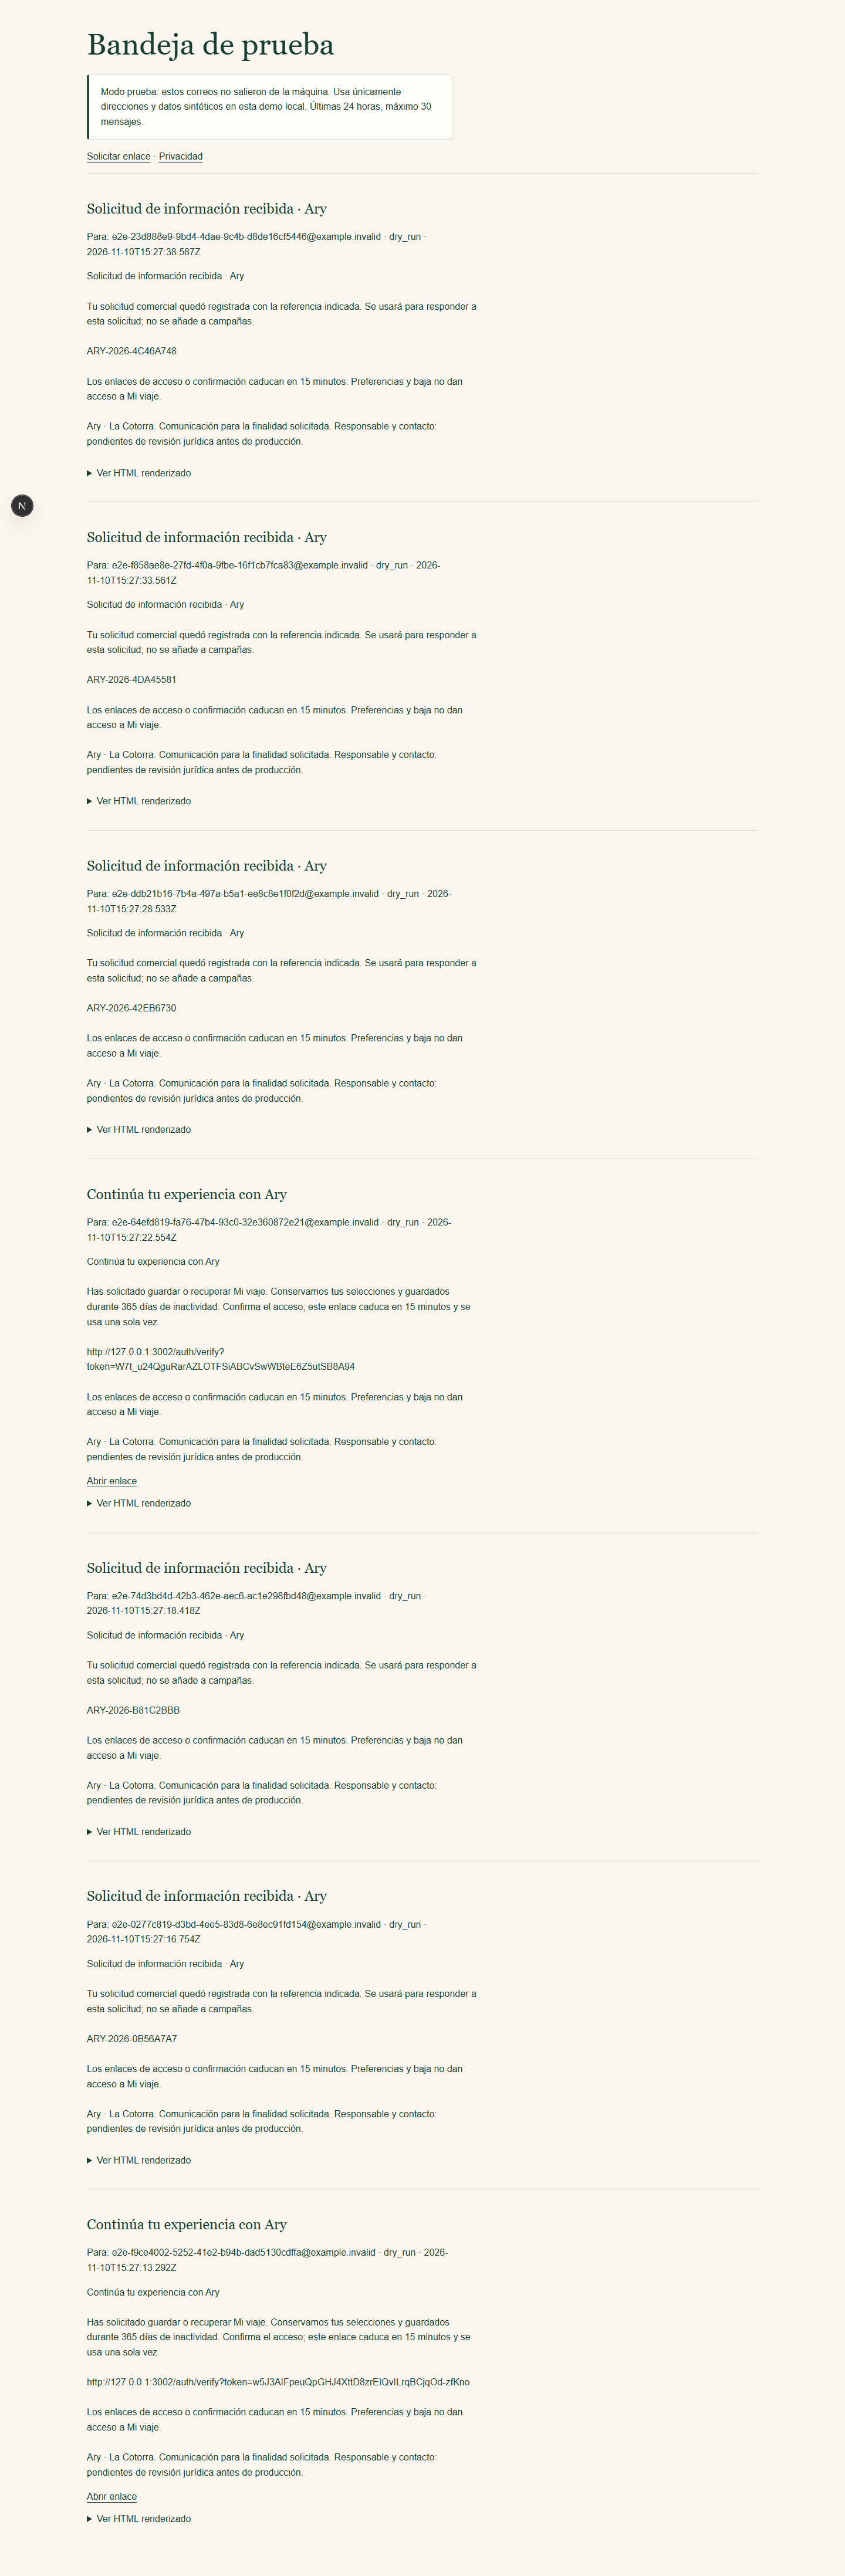 Bandeja de prueba
Modo prueba: estos correos no salieron de la máquina. Usa únicamente
direcciones y datos sintéticos en esta demo local. Últimas 24 horas, máximo 30
mensajes.
Solicitar enlace · Privacidad
Solicitud de información recibida · Ary
Para: e2e-23d888e9-9bd4-4dae-9c4b-d8de16cf5446@example.invalid · dry_run ·
2026-11-10T15:27:38.587Z
Solicitud de información recibida · Ary
Tu solicitud comercial quedó registrada con la referencia indicada. Se usará para responder a
esta solicitud; no se añade a campañas.
ARY-2026-4C46A748
Los enlaces de acceso o confirmación caducan en 15 minutos. Preferencias y baja no dan
acceso a Mi viaje.
Ary · La Cotorra. Comunicación para la finalidad solicitada. Responsable y contacto:
pendientes de revisión jurídica antes de producción.
▶ Ver HTML renderizado
N
Solicitud de información recibida · Ary
Para: e2e-f858ae8e-27fd-4f0a-9fbe-16f1cb7fca83@example.invalid · dry_run · 2026-
11-10T15:27:33.561Z
Solicitud de información recibida · Ary
Tu solicitud comercial quedó registrada con la referencia indicada. Se usará para responder a
esta solicitud; no se añade a campañas.
ARY-2026-4DA45581
Los enlaces de acceso o confirmación caducan en 15 minutos. Preferencias y baja no dan
acceso a Mi viaje.
Ary · La Cotorra. Comunicación para la finalidad solicitada. Responsable y contacto:
pendientes de revisión jurídica antes de producción.
▶ Ver HTML renderizado
Solicitud de información recibida · Ary
Para: e2e-ddb21b16-7b4a-497a-b5a1-ee8c8e1f0f2d@example.invalid · dry_run · 2026-
11-10T15:27:28.533Z
Solicitud de información recibida · Ary
Tu solicitud comercial quedó registrada con la referencia indicada. Se usará para responder a
esta solicitud; no se añade a campañas.
ARY-2026-42EB6730
Los enlaces de acceso o confirmación caducan en 15 minutos. Preferencias y baja no dan
acceso a Mi viaje.
Ary · La Cotorra. Comunicación para la finalidad solicitada. Responsable y contacto:
pendientes de revisión jurídica antes de producción.
▶ Ver HTML renderizado
Continúa tu experiencia con Ary
Para: e2e-64efd819-fa76-47b4-93c0-32e360872e21@example.invalid · dry_run · 2026-
11-10T15:27:22.554Z
Continúa tu experiencia con Ary
Has solicitado guardar o recuperar Mi viaje. Conservamos tus selecciones y guardados
durante 365 días de inactividad. Confirma el acceso; este enlace caduca en 15 minutos y se
usa una sola vez.
http://127.0.0.1:3002/auth/verify?
token=W7t_u24QguRarAZLOTFSiABCvSwWBteE6Z5utSB8A94
Los enlaces de acceso o confirmación caducan en 15 minutos. Preferencias y baja no dan
acceso a Mi viaje.
Ary · La Cotorra. Comunicación para la finalidad solicitada. Responsable y contacto:
pendientes de revisión jurídica antes de producción.
Abrir enlace
▶ Ver HTML renderizado
Solicitud de información recibida · Ary
Para: e2e-74d3bd4d-42b3-462e-aec6-ac1e298fbd48@example.invalid · dry_run ·
2026-11-10T15:27:18.418Z
Solicitud de información recibida · Ary
Tu solicitud comercial quedó registrada con la referencia indicada. Se usará para responder a
esta solicitud; no se añade a campañas.
ARY-2026-B81C2BBB
Los enlaces de acceso o confirmación caducan en 15 minutos. Preferencias y baja no dan
acceso a Mi viaje.
Ary · La Cotorra. Comunicación para la finalidad solicitada. Responsable y contacto:
pendientes de revisión jurídica antes de producción.
▶ Ver HTML renderizado
Solicitud de información recibida · Ary
Para: e2e-0277c819-d3bd-4ee5-83d8-6e8ec91fd154@example.invalid · dry_run ·
2026-11-10T15:27:16.754Z
Solicitud de información recibida · Ary
Tu solicitud comercial quedó registrada con la referencia indicada. Se usará para responder a
esta solicitud; no se añade a campañas.
ARY-2026-0B56A7A7
Los enlaces de acceso o confirmación caducan en 15 minutos. Preferencias y baja no dan
acceso a Mi viaje.
Ary · La Cotorra. Comunicación para la finalidad solicitada. Responsable y contacto:
pendientes de revisión jurídica antes de producción.
▶ Ver HTML renderizado
Continúa tu experiencia con Ary
Para: e2e-f9ce4002-5252-41e2-b94b-dad5130cdffa@example.invalid · dry_run · 2026-
11-10T15:27:13.292Z
Continúa tu experiencia con Ary
Has solicitado guardar o recuperar Mi viaje. Conservamos tus selecciones y guardados
durante 365 días de inactividad. Confirma el acceso; este enlace caduca en 15 minutos y se
usa una sola vez.
http://127.0.0.1:3002/auth/verify?token=w5J3AIFpeuQpGHJ4XttD8zrEIQvILrqBCjqOd-zfKno
Los enlaces de acceso o confirmación caducan en 15 minutos. Preferencias y baja no dan
acceso a Mi viaje.
Ary · La Cotorra. Comunicación para la finalidad solicitada. Responsable y contacto:
pendientes de revisión jurídica antes de producción.
Abrir enlace
▶ Ver HTML renderizado